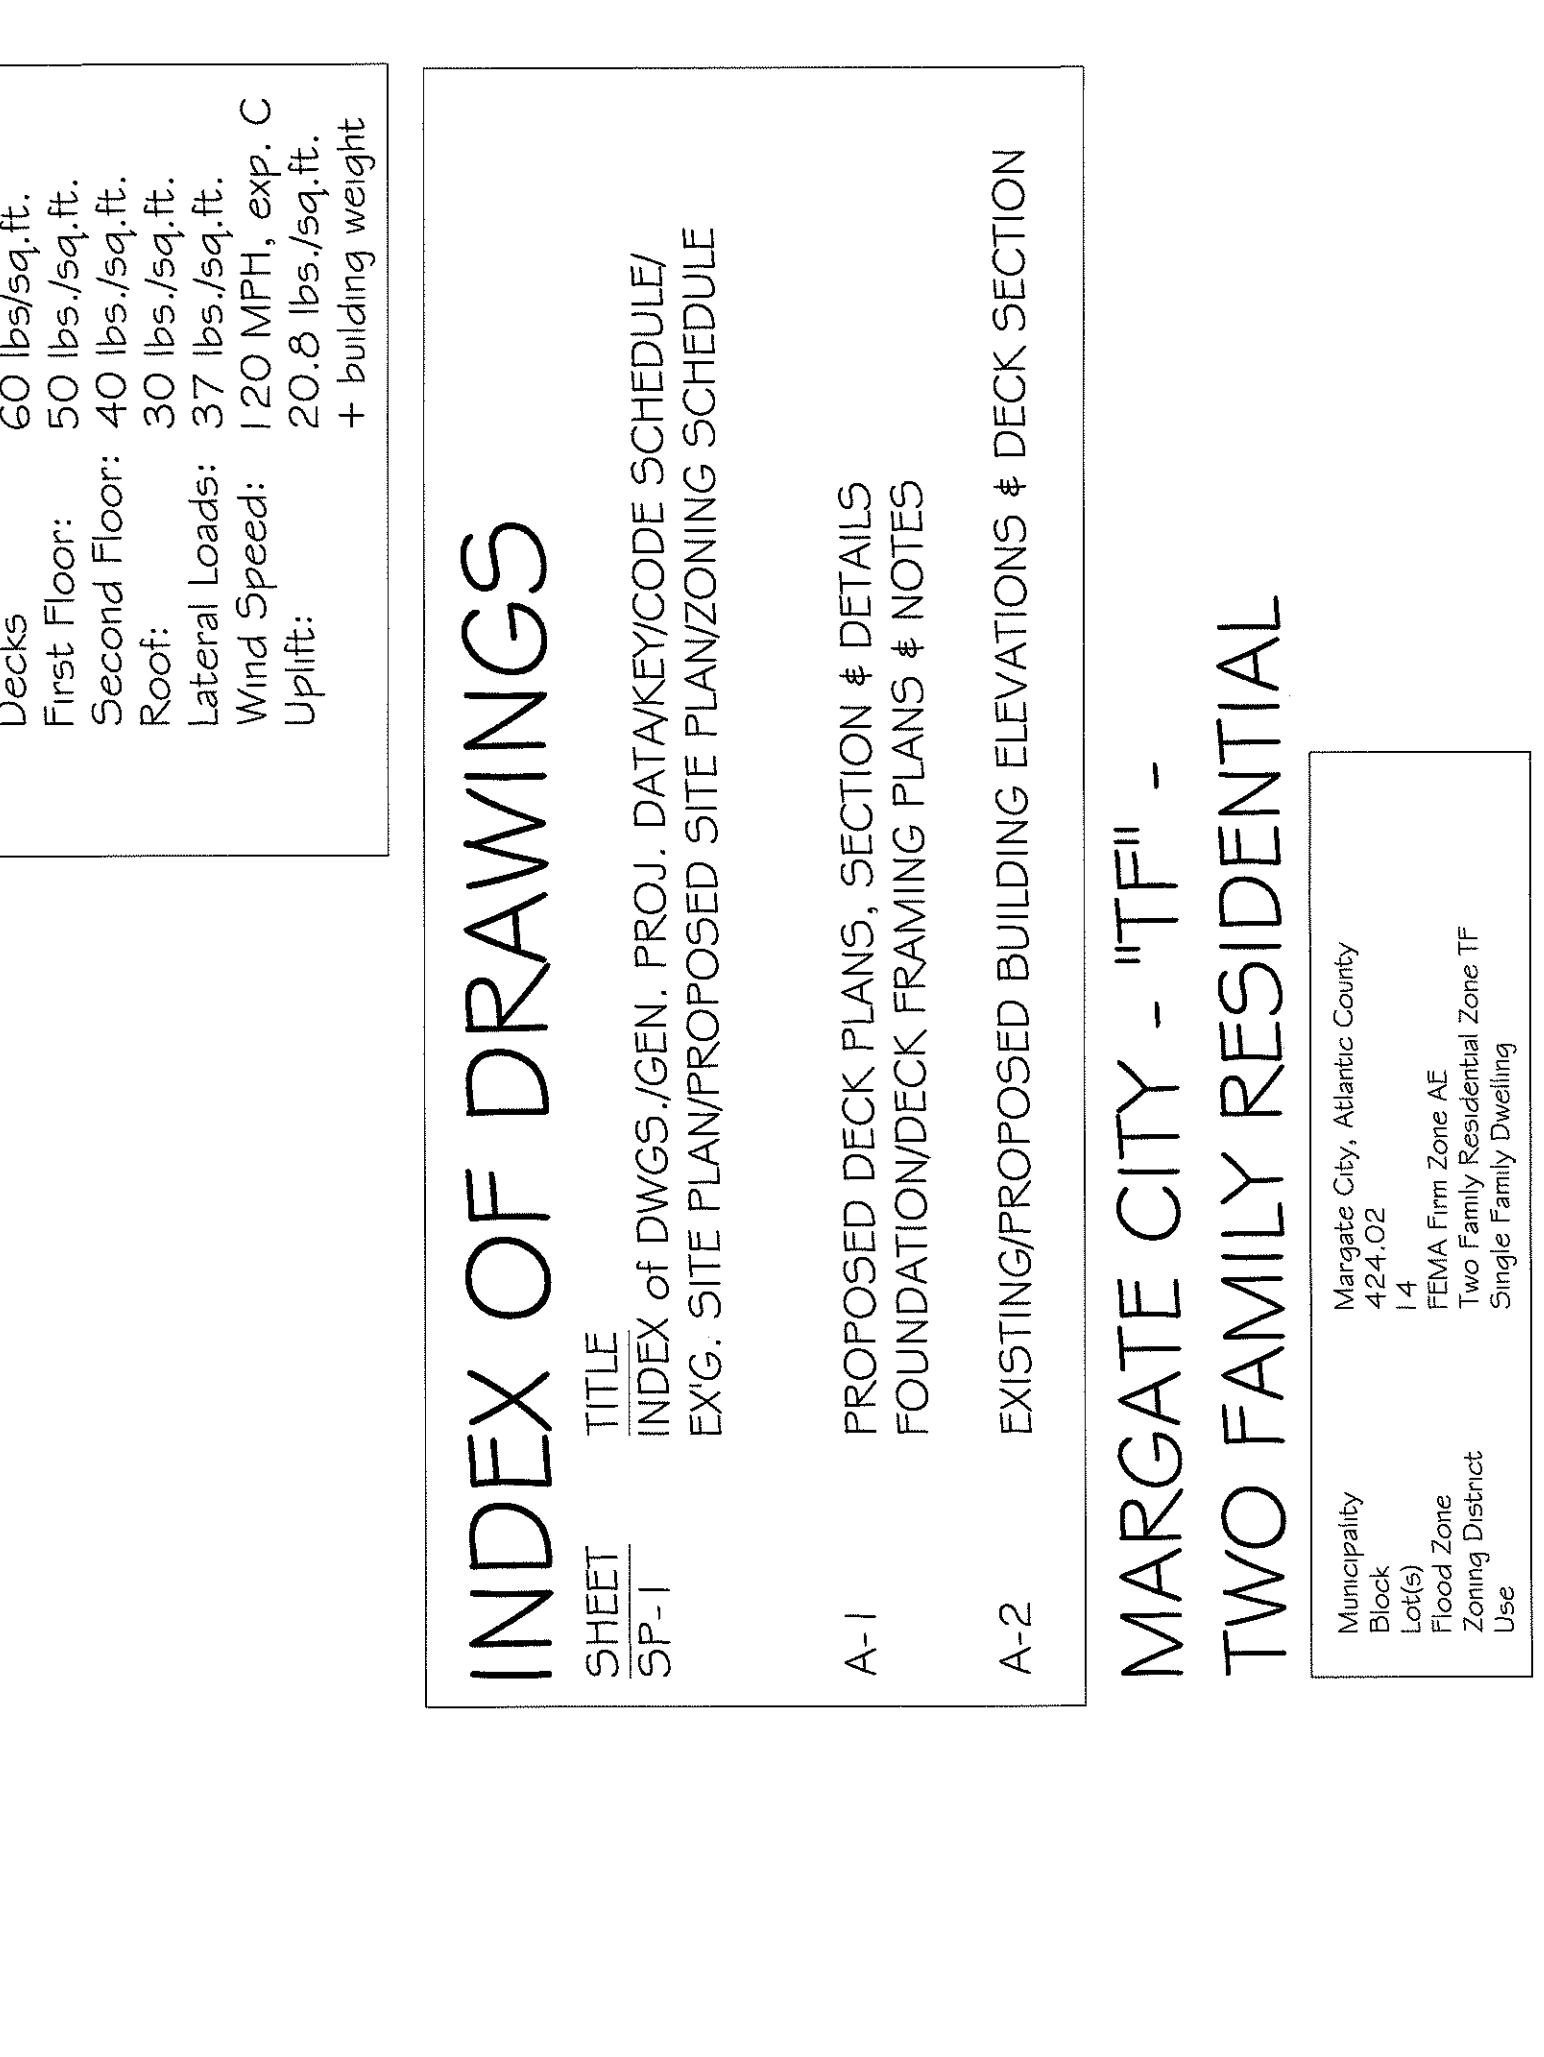 Decks 60 lbs/sq.ft.
First Floor: 50 lbs./sq.ft.
Second Floor: 40 lbs./sq.ft.
Roof: 30 lbs./sq.ft.
Lateral Loads: 37 lbs./sq.ft.
Wind Speed: 120 MPH, exp. C
Uplift: 20.8 lbs./sq.ft.
+ building weight
INDEX OF DRAWINGS
SHEET TITLE
SP-1 INDEX of DWGS./GEN. PROJ. DATA/KEY/CODE SCHEDULE/
EX'G. SITE PLAN/PROPOSED SITE PLAN/ZONING SCHEDULE
A-1 PROPOSED DECK PLANS, SECTION & DETAILS
FOUNDATION/DECK FRAMING PLANS & NOTES
A-2 EXISTING/PROPOSED BUILDING ELEVATIONS & DECK SECTION
MARGATE CITY - "TF" -
TWO FAMILY RESIDENTIAL
Municipality Margate City, Atlantic County
Block 424.02
Lot(s) 14
Flood Zone FEMA Firm Zone AE
Zoning District Two Family Residential Zone TF
Use Single Family Dwelling